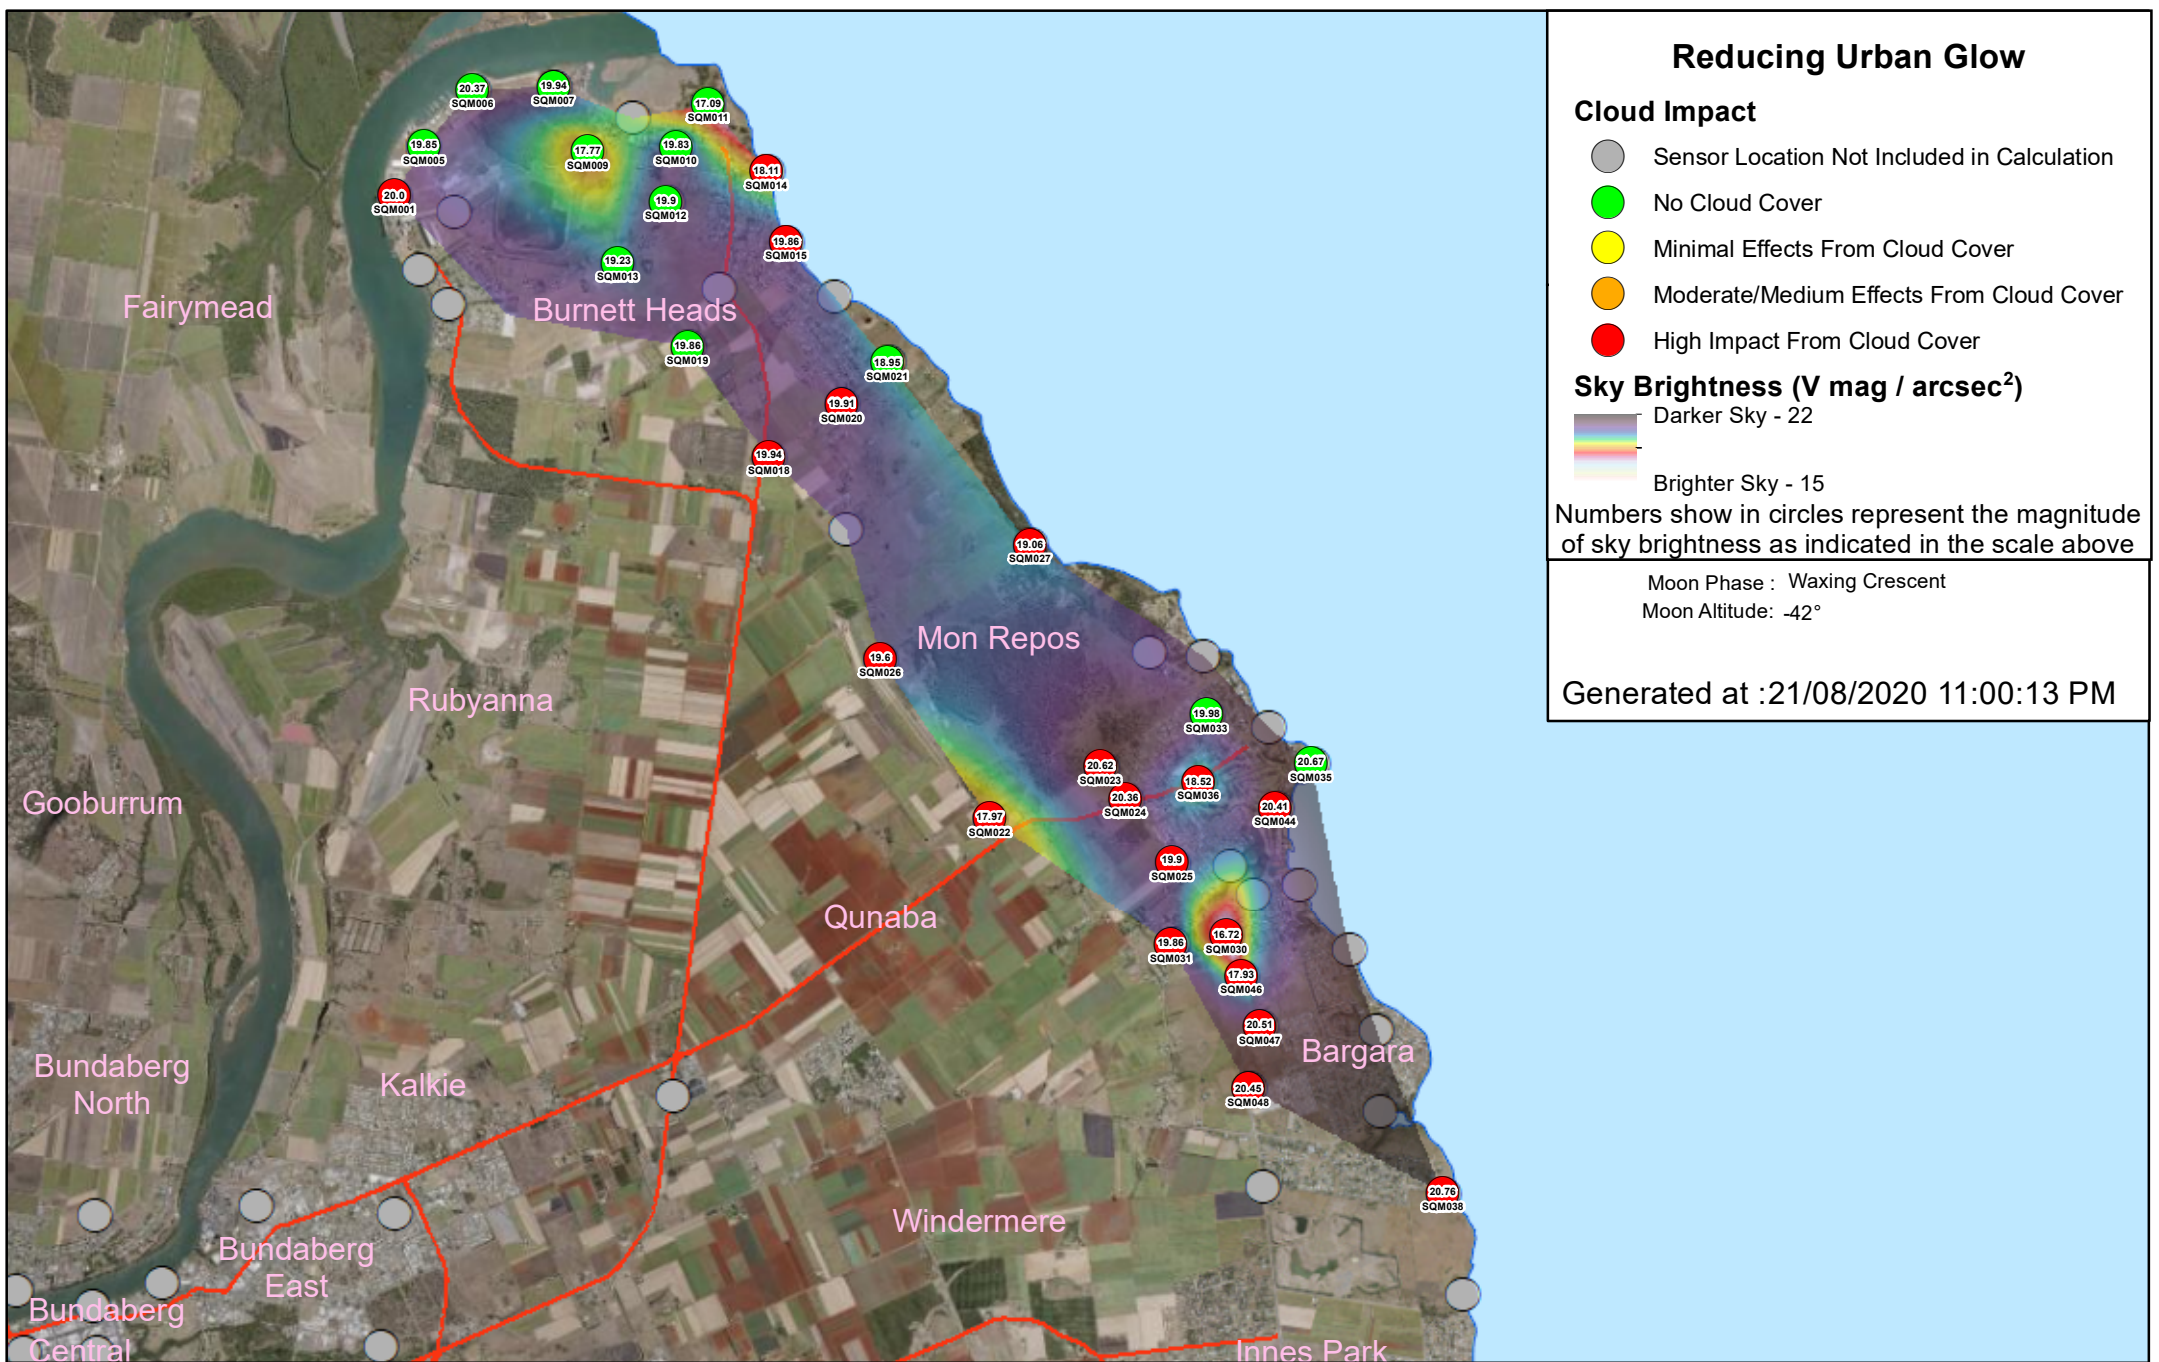 Reducing Urban Glow
Cloud Impact
Sensor Location Not Included in Calculation
No Cloud Cover
Minimal Effects From Cloud Cover
Moderate/Medium Effects From Cloud Cover
High Impact From Cloud Cover
Sky Brightness (V mag / arcsec²)
Darker Sky - 22
Brighter Sky - 15
Numbers show in circles represent the magnitude
of sky brightness as indicated in the scale above
Moon Phase : Waxing Crescent
Moon Altitude: -42°
Generated at :21/08/2020 11:00:13 PM
20.37
SQM006
19.94
SQM007
17.09
SQM011
19.85
SQM005
17.77
SQM009
19.83
SQM010
18.11
SQM014
20.0
SQM001
19.9
SQM012
19.86
SQM015
19.23
SQM013
Fairymead
Burnett Heads
19.86
SQM019
18.95
SQM021
19.91
SQM020
19.94
SQM018
19.06
SQM027
Mon Repos
19.6
SQM026
Rubyanna
19.98
SQM033
20.62
SQM023
18.52
SQM036
20.67
SQM035
20.36
SQM024
20.41
SQM044
Gooburrum
17.97
SQM022
19.9
SQM025
Qunaba
16.72
SQM030
19.86
SQM031
17.93
SQM046
20.51
SQM047
Bargara
Bundaberg
North
Kalkie
20.45
SQM048
20.76
SQM038
Windermere
Bundaberg
East
Bundaberg
Central
Innes Park